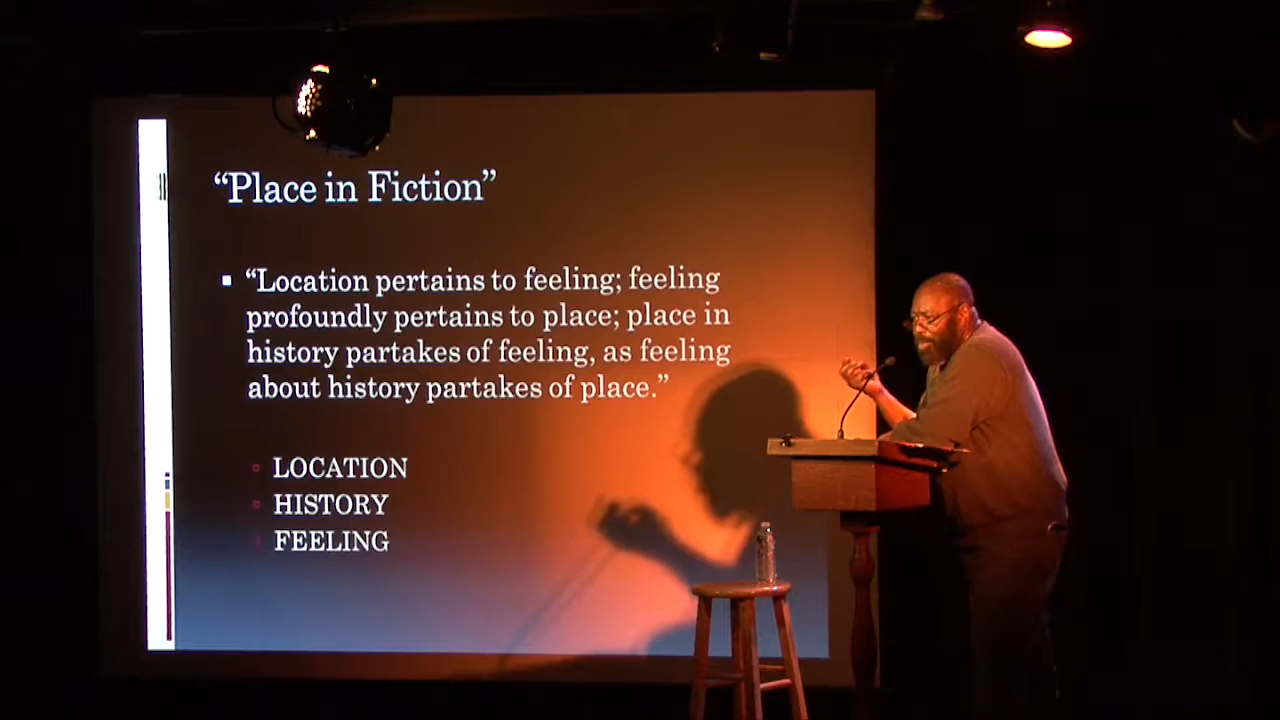 “Place in Fiction”
“Location pertains to feeling; feeling
profoundly pertains to place; place in
history partakes of feeling, as feeling
about history partakes of place.”
LOCATION
HISTORY
FEELING